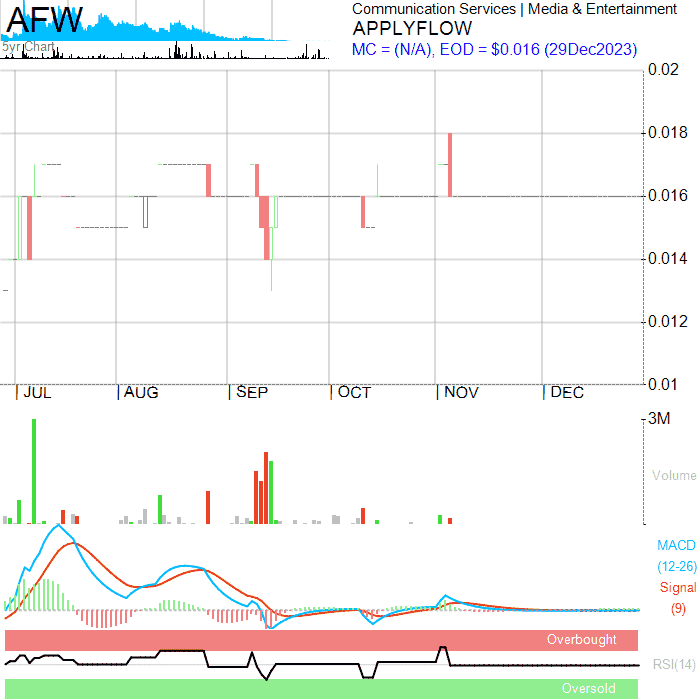 AFW
5yr Chart
Communication Services | Media & Entertainment
APPLYFLOW
MC = (N/A), EOD = $0.016 (29Dec2023)
0.02
0.018
0.016
0.014
0.012
0.01
JUL AUG SEP OCT NOV DEC
3M
Volume
MACD
(12-26)
Signal
(9)
Overbought
RSI(14)
Oversold